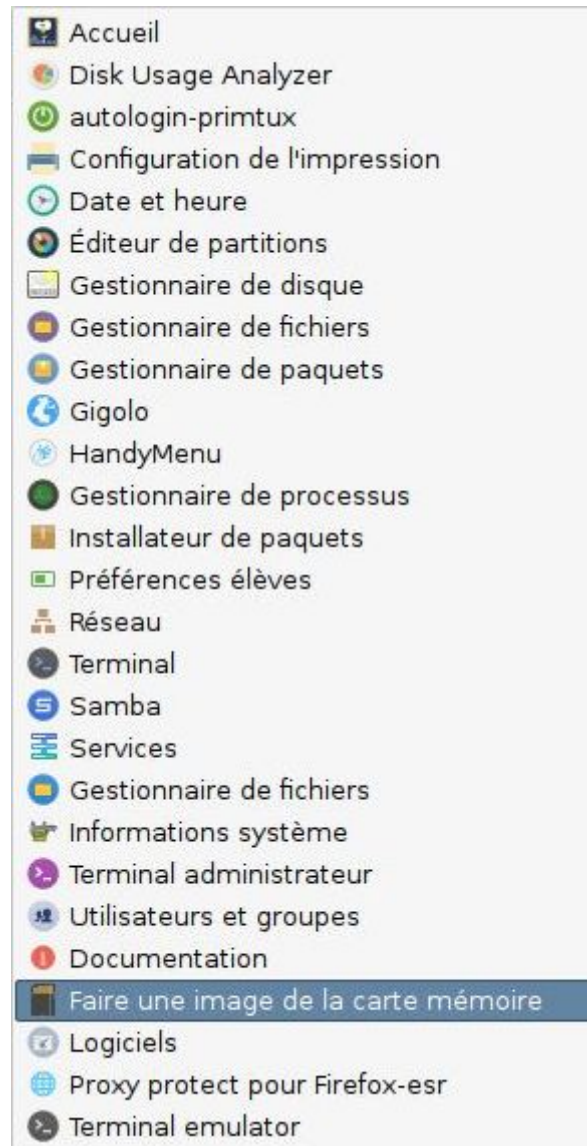 Accueil
Disk Usage Analyzer
autologin-primtux
Configuration de l'impression
Date et heure
Éditeur de partitions
Gestionnaire de disque
Gestionnaire de fichiers
Gestionnaire de paquets
Gigolo
HandyMenu
Gestionnaire de processus
Installateur de paquets
Préférences élèves
Réseau
Terminal
Samba
Services
Gestionnaire de fichiers
Informations système
Terminal administrateur
Utilisateurs et groupes
Documentation
Faire une image de la carte mémoire
Logiciels
Proxy protect pour Firefox-esr
Terminal emulator